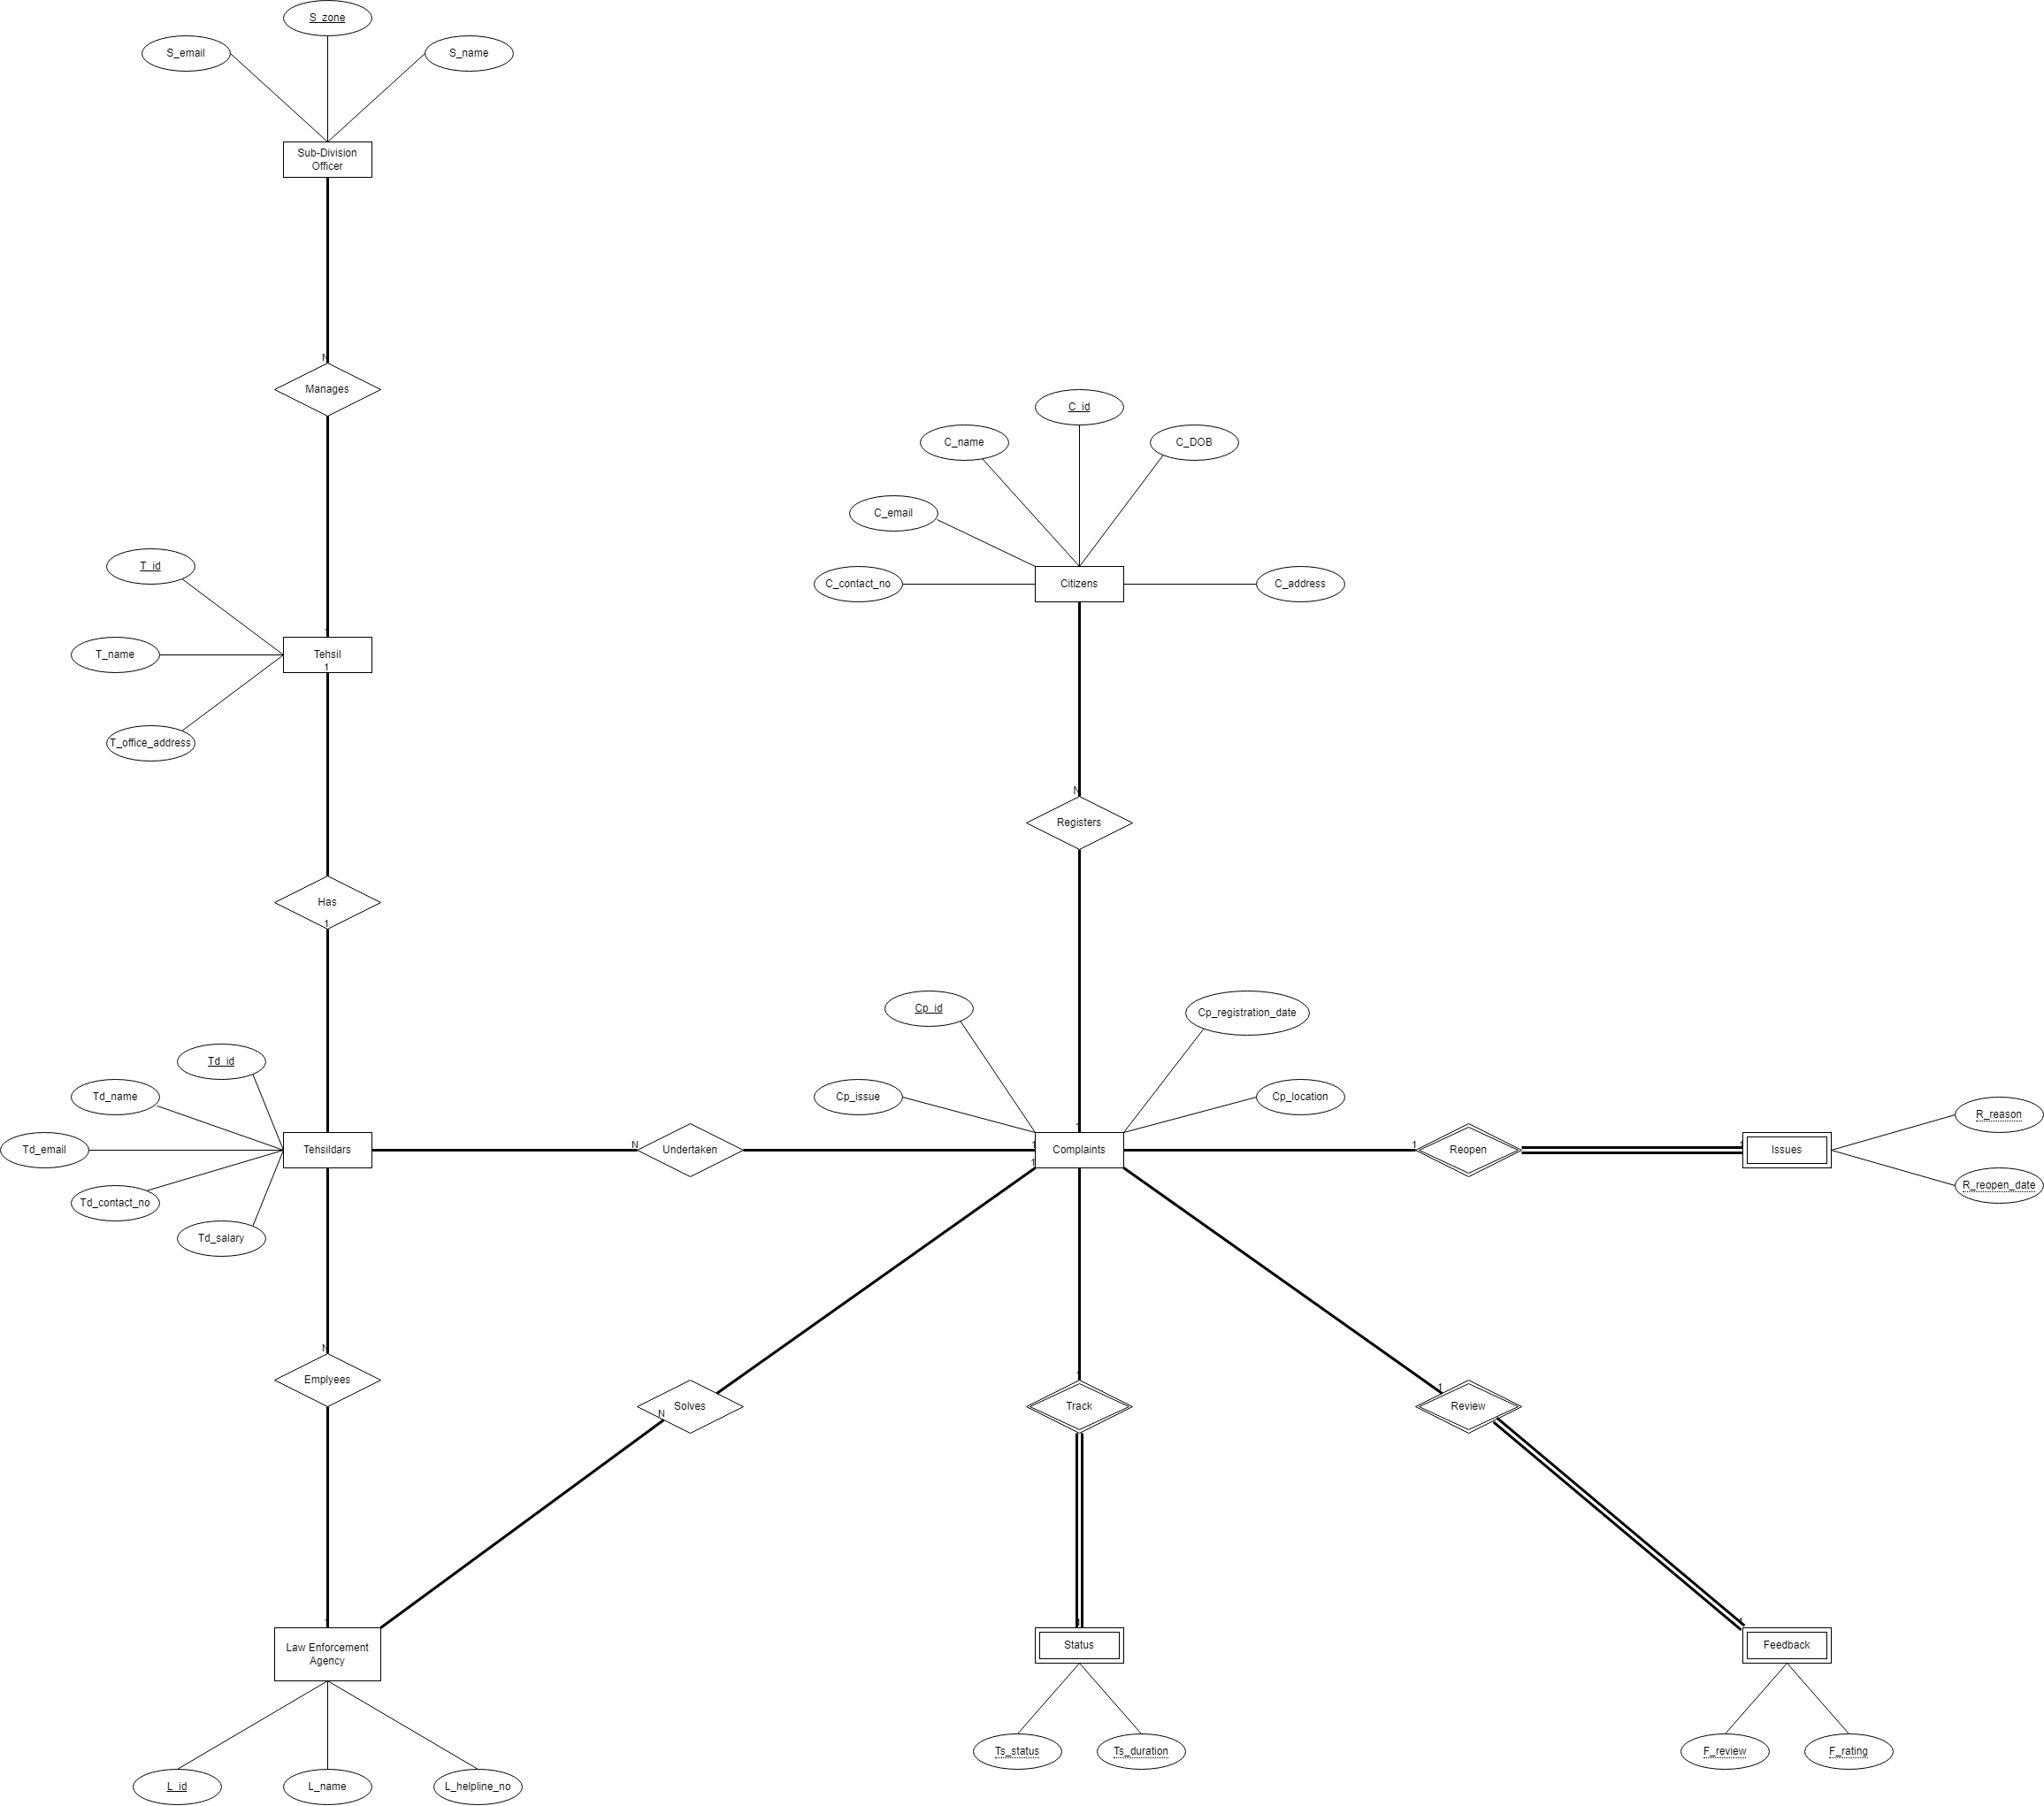 S_zone
S_email
S_name
Sub-Division
Officer
N
Manages
C_id
C_name
C_DOB
C_email
T_id
C_contact_no
Citizens
C_address
1
T_name
Tehsil
1
T_office_address
N
Registers
Has
1
Cp_id
Cp_registration_date
Td_id
Td_name
Cp_issue
Cp_location
R_reason
1
Td_email
Tehsildars
N
Undertaken
1
Complaints
1
Reopen
1
Issues
1
R_reopen_date
Td_contact_no
Td_salary
N
Emplyees
1
1
Solves
N
Track
Review
1
1
1
Law Enforcement
Agency
Status
Feedback
Ts_status
Ts_duration
F_review
F_rating
L_id
L_name
L_helpline_no